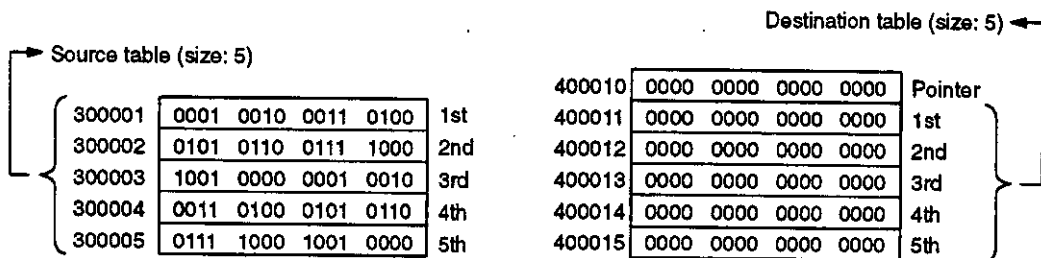 Destination table (size: 5)
Source table (size: 5)
300001 0001 0010 0011 0100 1st
300002 0101 0110 0111 1000 2nd
300003 1001 0000 0001 0010 3rd
300004 0011 0100 0101 0110 4th
300005 0111 1000 1001 0000 5th
400010 0000 0000 0000 0000 Pointer
400011 0000 0000 0000 0000 1st
400012 0000 0000 0000 0000 2nd
400013 0000 0000 0000 0000 3rd
400014 0000 0000 0000 0000 4th
400015 0000 0000 0000 0000 5th